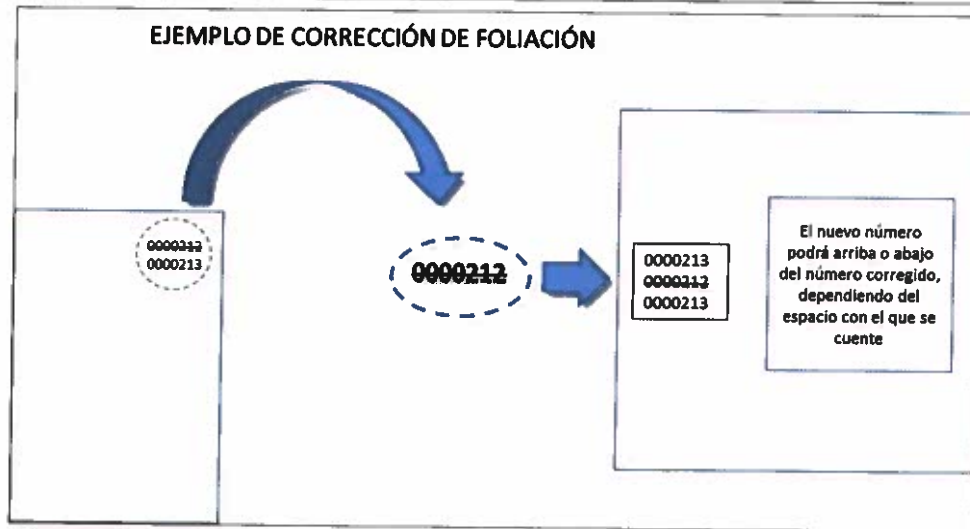 EJEMPLO DE CORRECCIÓN DE FOLIACIÓN
0000212
0000213
0000212
0000213
0000212
0000213
El nuevo número
podrá arriba o abajo
del número corregido,
dependiendo del
espacio con el que se
cuente